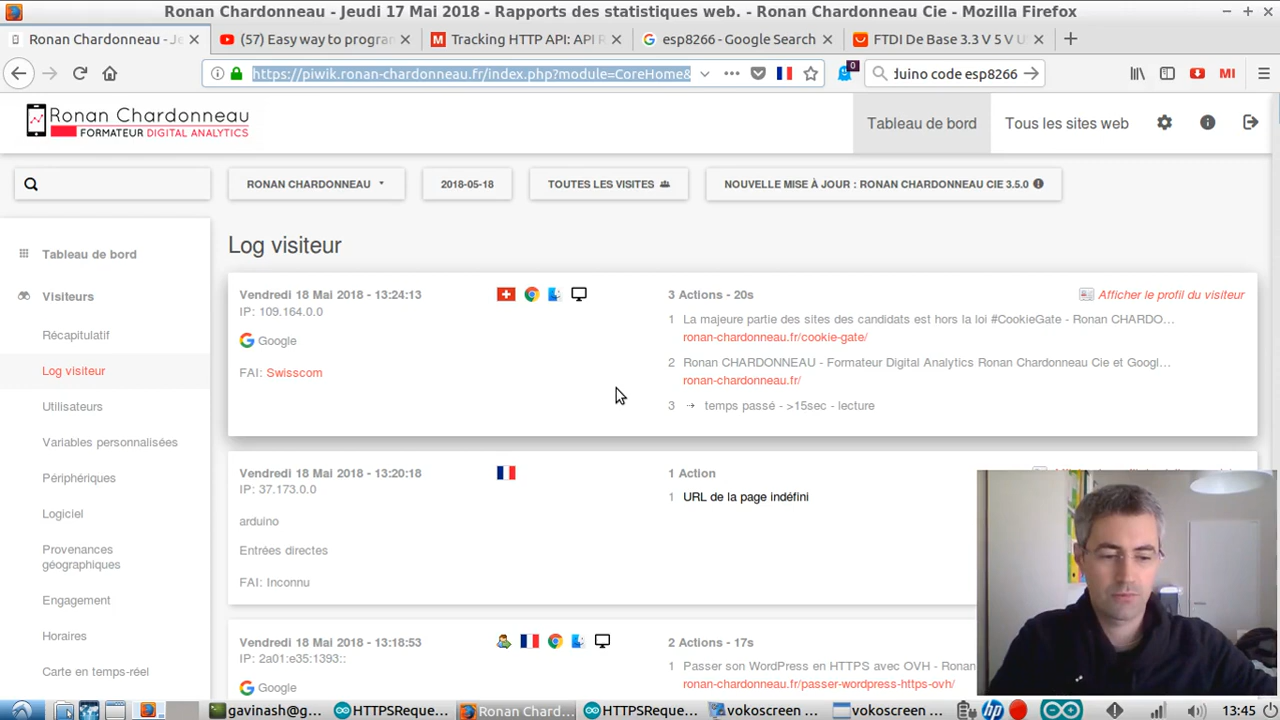 Ronan Chardonneau - Jeudi 17 Mai 2018 - Rapports des statistiques web. - Ronan Chardonneau Cie - Mozilla Firefox
Ronan Chardonneau - Je
(57) Easy way to progra
Tracking HTTP API: API R
esp8266 - Google Search
FTDI De Base 3.3 V 5 V U
https://piwik.ronan-chardonneau.fr/index.php?module=CoreHome&
0
duino code esp8266
MI
Ronan Chardonneau
FORMATEUR DIGITAL ANALYTICS
Tableau de bord
Tous les sites web
RONAN CHARDONNEAU
2018-05-18
TOUTES LES VISITES
NOUVELLE MISE À JOUR : RONAN CHARDONNEAU CIE 3.5.0
Tableau de bord
Visiteurs
Récapitulatif
Log visiteur
Utilisateurs
Variables personnalisées
Périphériques
Logiciel
Provenances
géographiques
Engagement
Horaires
Carte en temps-réel
Log visiteur
Vendredi 18 Mai 2018 - 13:24:13
IP: 109.164.0.0
Google
FAI: Swisscom
3 Actions - 20s
Afficher le profil du visiteur
1 La majeure partie des sites des candidats est hors la loi #CookieGate - Ronan CHARDO...
ronan-chardonneau.fr/cookie-gate/
2 Ronan CHARDONNEAU - Formateur Digital Analytics Ronan Chardonneau Cie et Googl...
ronan-chardonneau.fr/
3 temps passé - >15sec - lecture
Vendredi 18 Mai 2018 - 13:20:18
IP: 37.173.0.0
arduino
Entrées directes
FAI: Inconnu
1 Action
1 URL de la page indéfini
Vendredi 18 Mai 2018 - 13:18:53
IP: 2a01:e35:1393::
Google
2 Actions - 17s
1 Passer son WordPress en HTTPS avec OVH - Ronan
ronan-chardonneau.fr/passer-wordpress-https-ovh/
gavinash@g...
HTTPSReque...
Ronan Chard...
HTTPSReque...
vokoscreen ...
vokoscreen ...
hp
13:45